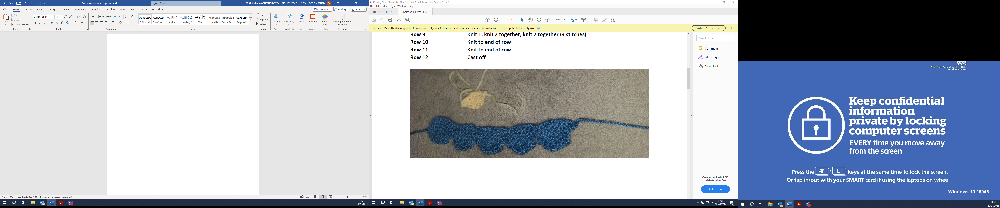 AutoSave Off
Document3 - Word No Label
Search
EBBS, Katherine (SHEFFIELD TEACHING HOSPITALS NHS FOUNDATION TRUST) EK
File Home Insert Draw Design Layout References Mailings Review View Help RCM DocuSign
Comments Editing Share
Paste Cut Copy Format Painter
Clipboard
Calibri (Body) 11
Font
Paragraph
AaBbCcDc AaBbCcDc AaBbCc AaBbCcC AaB AaBbCcD AaBbCcDc AaBbCcDc
¶ Normal ¶ No Spac... Heading 1 Heading 2 Title Subtitle Subtle Em... Emphasis
Styles
Find Replace Select
Editing
Dictate
Voice
Sensitivity
Sensitivity
Editor
Editor
Add-ins
Add-ins
Build Report
InPhase
Meeting Documents Manager
Decisions
"Forget Me Not Crochet Pattern": 806 characters (an approximate value).
Focus
100%
11:31
29/04/2024
Knitting Flower Forget Me Not Pattern.pdf - Adobe Acrobat Reader (32-bit)
File Edit View Sign Window Help
Home Tools Knitting Flower For... ×
1 / 3
180%
Protected View: This file originated from a potentially unsafe location, and most features have been disabled to avoid potential security risks.
Enable All Features
Row 9 Knit 1, knit 2 together, knit 2 together (3 stitches)
Row 10 Knit to end of row
Row 11 Knit to end of row
Row 12 Cast off
Search tools
Comment
Fill & Sign
More Tools
Convert and edit PDFs
with Acrobat Pro
Start Free Trial
11:31
29/04/2024
NHS
Sheffield Teaching Hospitals
NHS Foundation Trust
Keep confidential
information
private by locking
computer screens
EVERY time you move away
from the screen
Press the + L keys at the same time to lock the screen.
Or tap in/out with your SMART card if using the laptops on whee
Windows 10 19045
11:31
29/04/2024